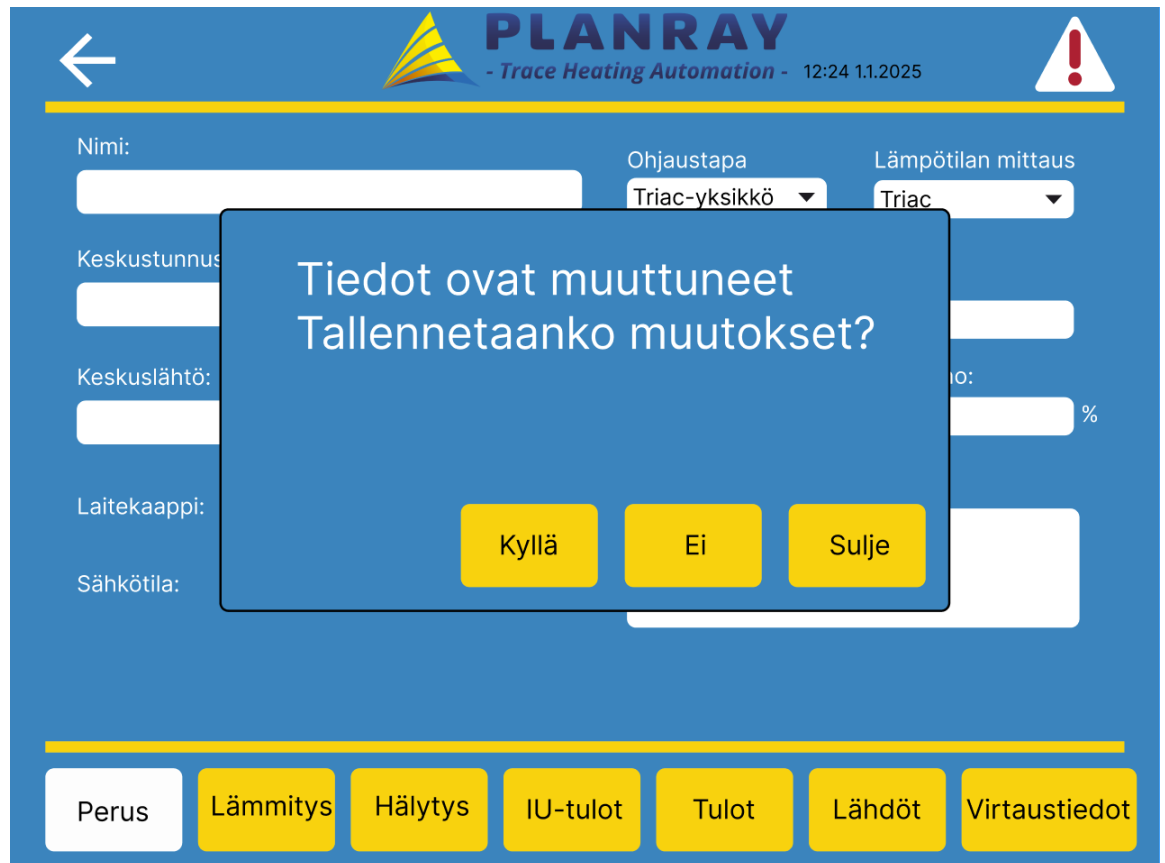 PLANRAY
- Trace Heating Automation -
12:24 1.1.2025
Nimi:
Ohjaustapa
Lämpötilan mittaus
Triac-yksikkö
Triac
Keskustunnus
Tiedot ovat muuttuneet
Tallennetaanko muutokset?
Keskuslähtö:
no:
%
Laitekaappi:
Kyllä
Ei
Sulje
Sähkötila:
Perus
Lämmitys
Hälytys
IU-tulot
Tulot
Lähdöt
Virtaustiedot